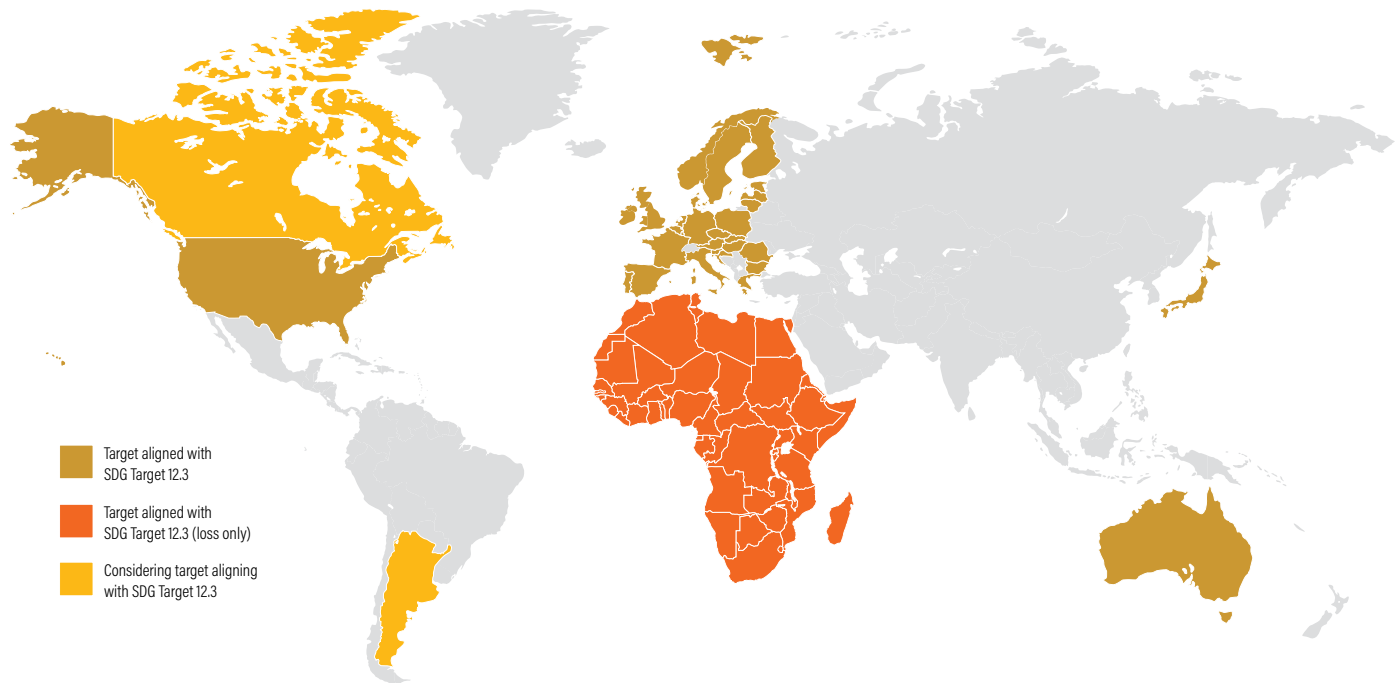 Target aligned with
SDG Target 12.3
Target aligned with
SDG Target 12.3 (loss only)
Considering target aligning
with SDG Target 12.3